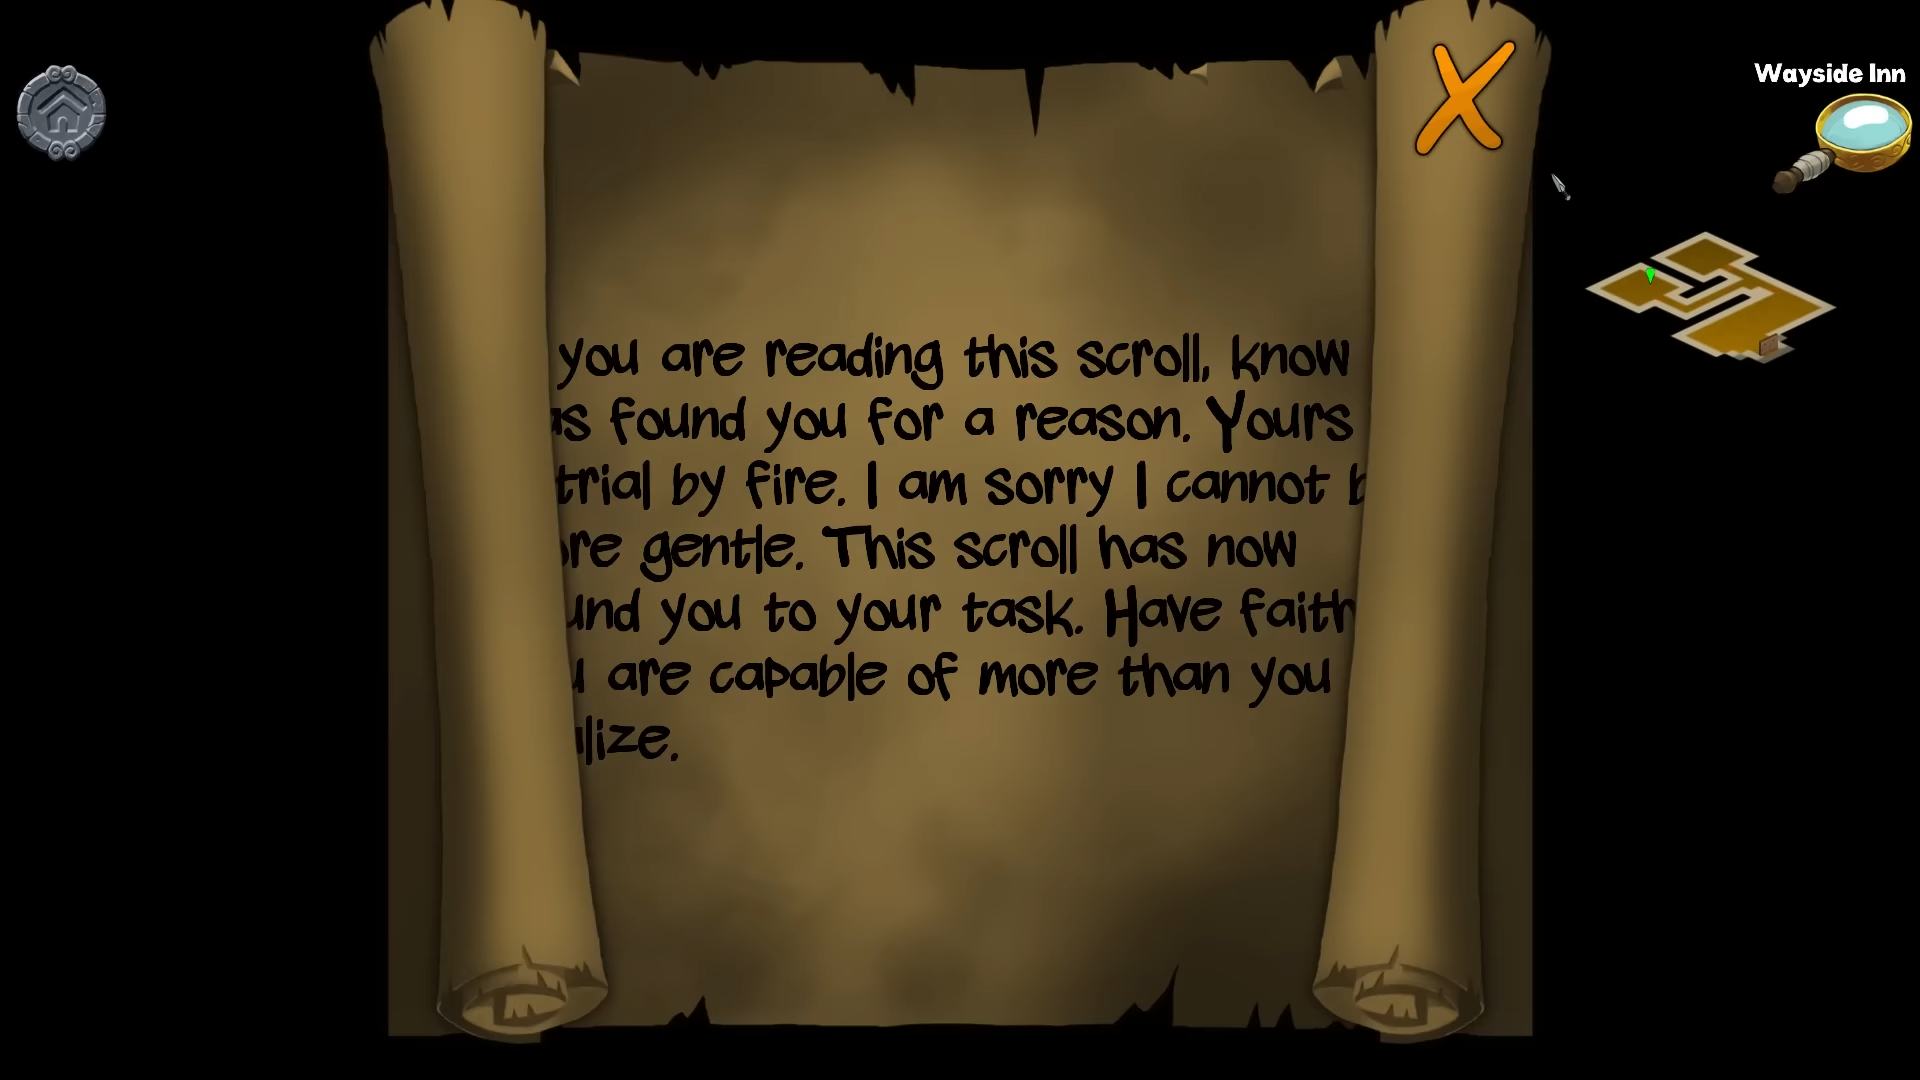 Wayside Inn
you are reading this scroll, know
found you for a reason. Yours
trial by fire. I am sorry I cannot
gentle. This scroll has now
you to your task. Have faith
are capable of more than you